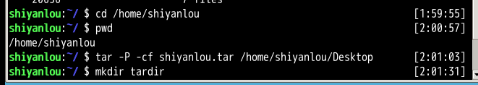 shiyanlou:~/ $ cd /home/shiyanlou [1:59:55]
shiyanlou:~/ $ pwd [2:00:57]
/home/shiyanlou
shiyanlou:~/ $ tar -P -cf shiyanlou.tar /home/shiyanlou/Desktop [2:01:03]
shiyanlou:~/ $ mkdir tardir [2:01:31]